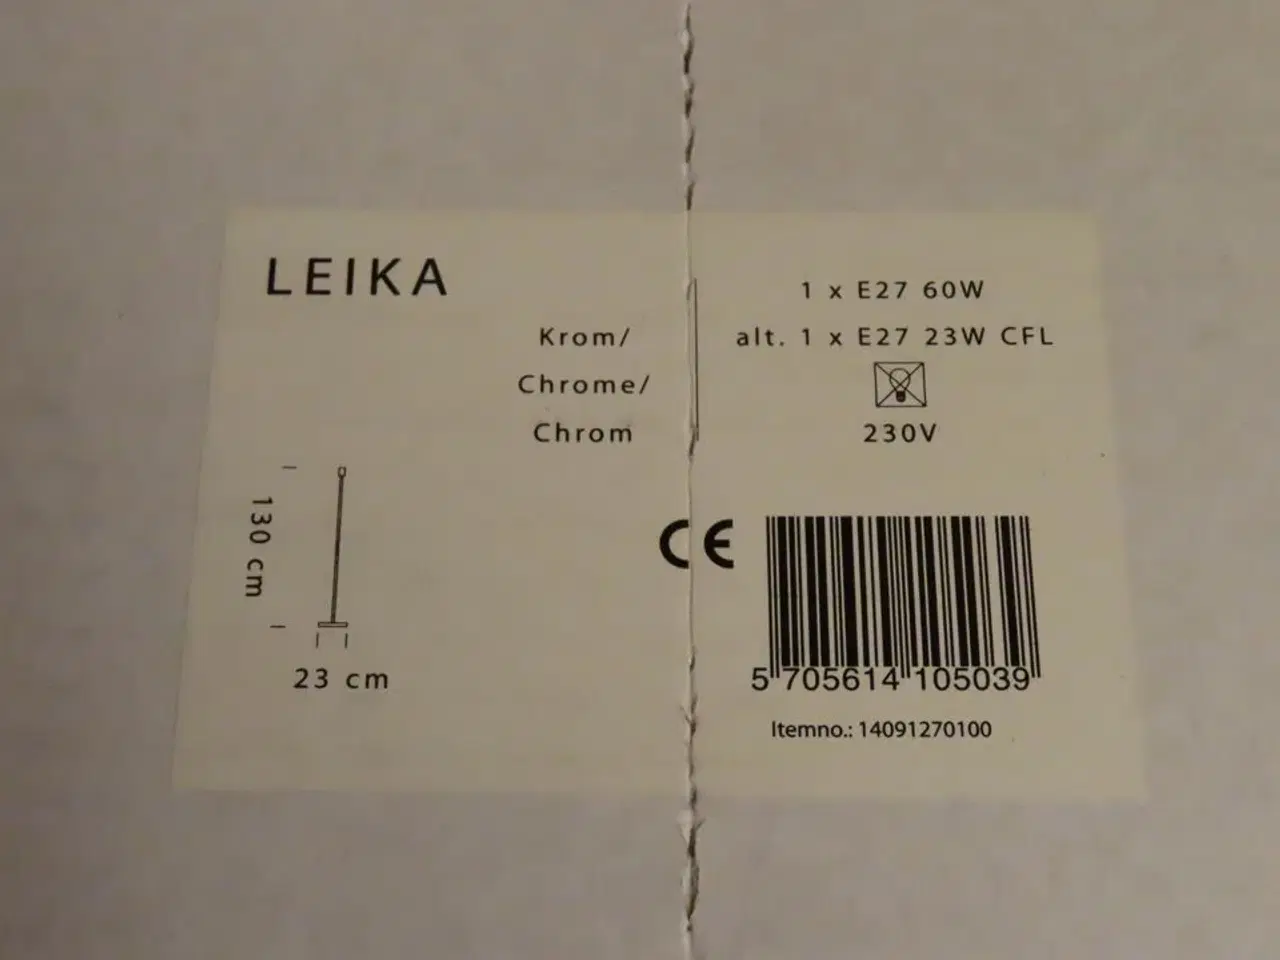 LEIKA
Krom/
Chrome/
Chrom
1 x E27 60W
alt. 1 x E27 23W CFL
230V
130 cm
23 cm
CE
5 705614 105039
Itemno.: 14091270100